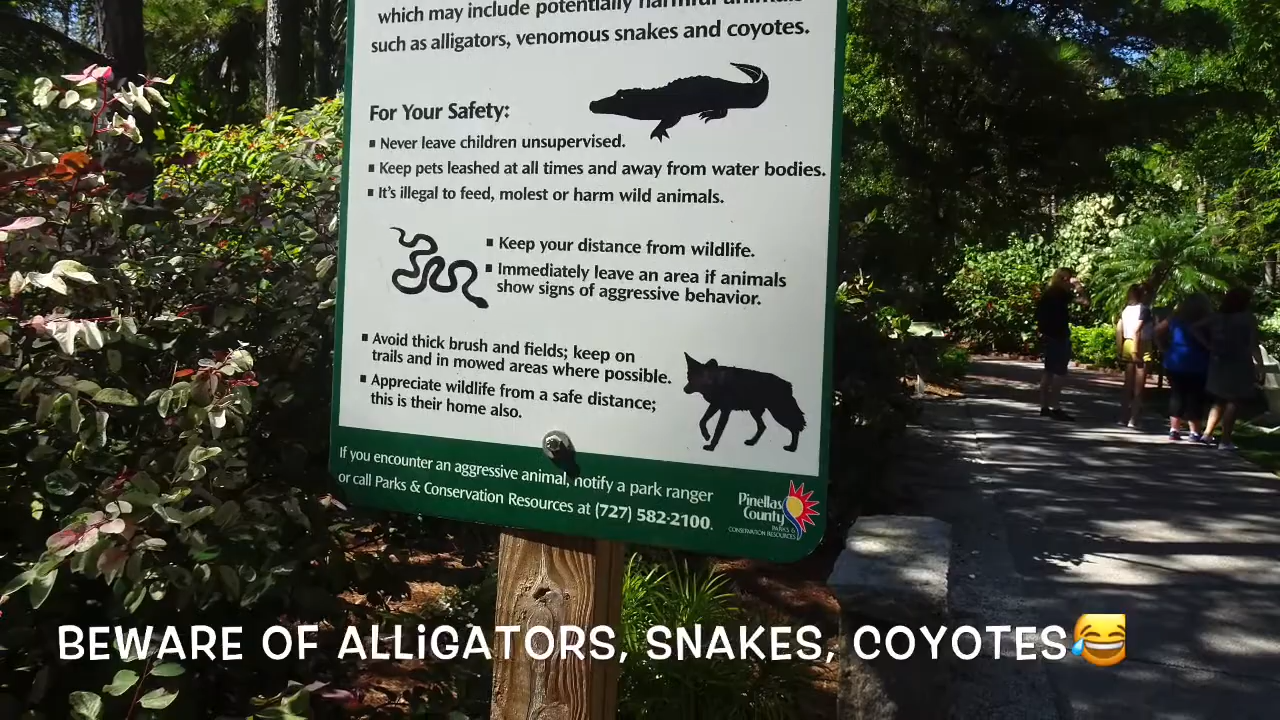 which may include potentially harmful animals
such as alligators, venomous snakes and coyotes.
For Your Safety:
▪ Never leave children unsupervised.
▪ Keep pets leashed at all times and away from water bodies.
▪ It's illegal to feed, molest or harm wild animals.
▪ Keep your distance from wildlife.
▪ Immediately leave an area if animals
show signs of aggressive behavior.
▪ Avoid thick brush and fields; keep on
trails and in mowed areas where possible.
▪ Appreciate wildlife from a safe distance;
this is their home also.
If you encounter an aggressive animal, notify a park ranger
or call Parks & Conservation Resources at (727) 582-2100.
Pinellas
County
PARKS &
CONSERVATION RESOURCES
BEWARE OF ALLiGATORS, SNAKES, COYOTES😂